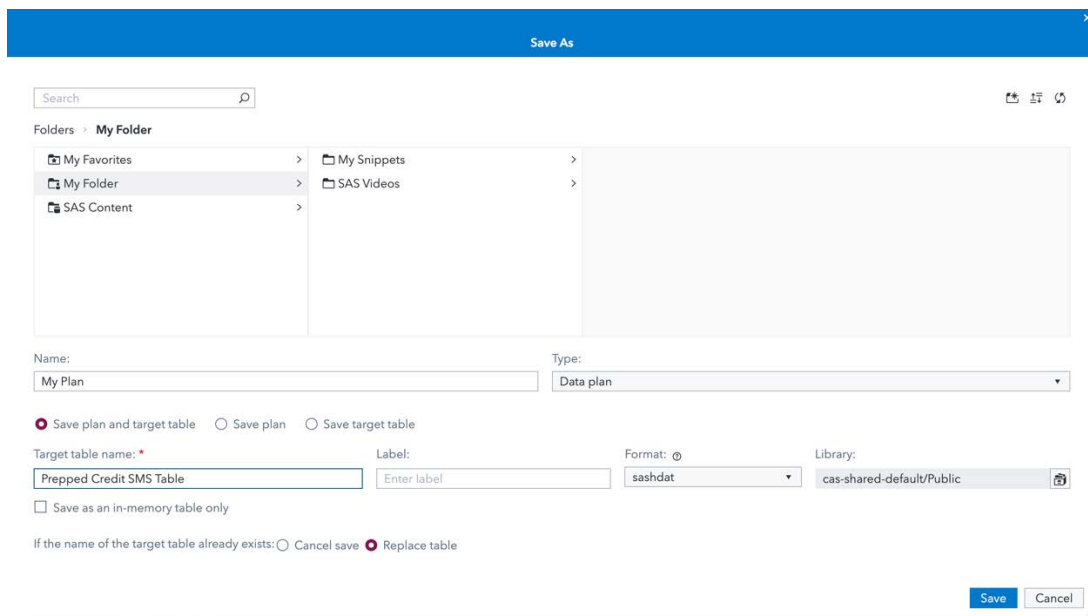 Save As
Search
Folders > My Folder
My Favorites > My Snippets >
My Folder > SAS Videos >
SAS Content >
Name: Type:
My Plan Data plan
Save plan and target table Save plan Save target table
Target table name: * Label: Format: Library:
Prepped Credit SMS Table Enter label sashdat cas-shared-default/Public
Save as an in-memory table only
If the name of the target table already exists: Cancel save Replace table
Save Cancel